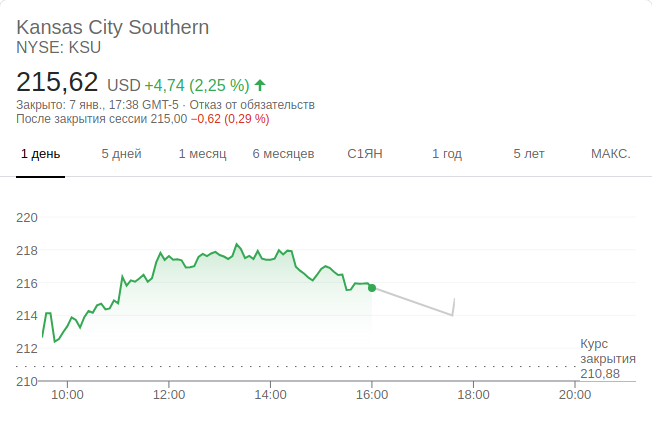 Kansas City Southern
NYSE: KSU
215,62 USD +4,74 (2,25 %)
Закрыто: 7 янв., 17:38 GMT-5 · Отказ от обязательств
После закрытия сессии 215,00 −0,62 (0,29 %)
1 день 5 дней 1 месяц 6 месяцев С1ЯН 1 год 5 лет МАКС.
220
218
216
214
212
210
Курс
закрытия
210,88
10:00 12:00 14:00 16:00 18:00 20:00